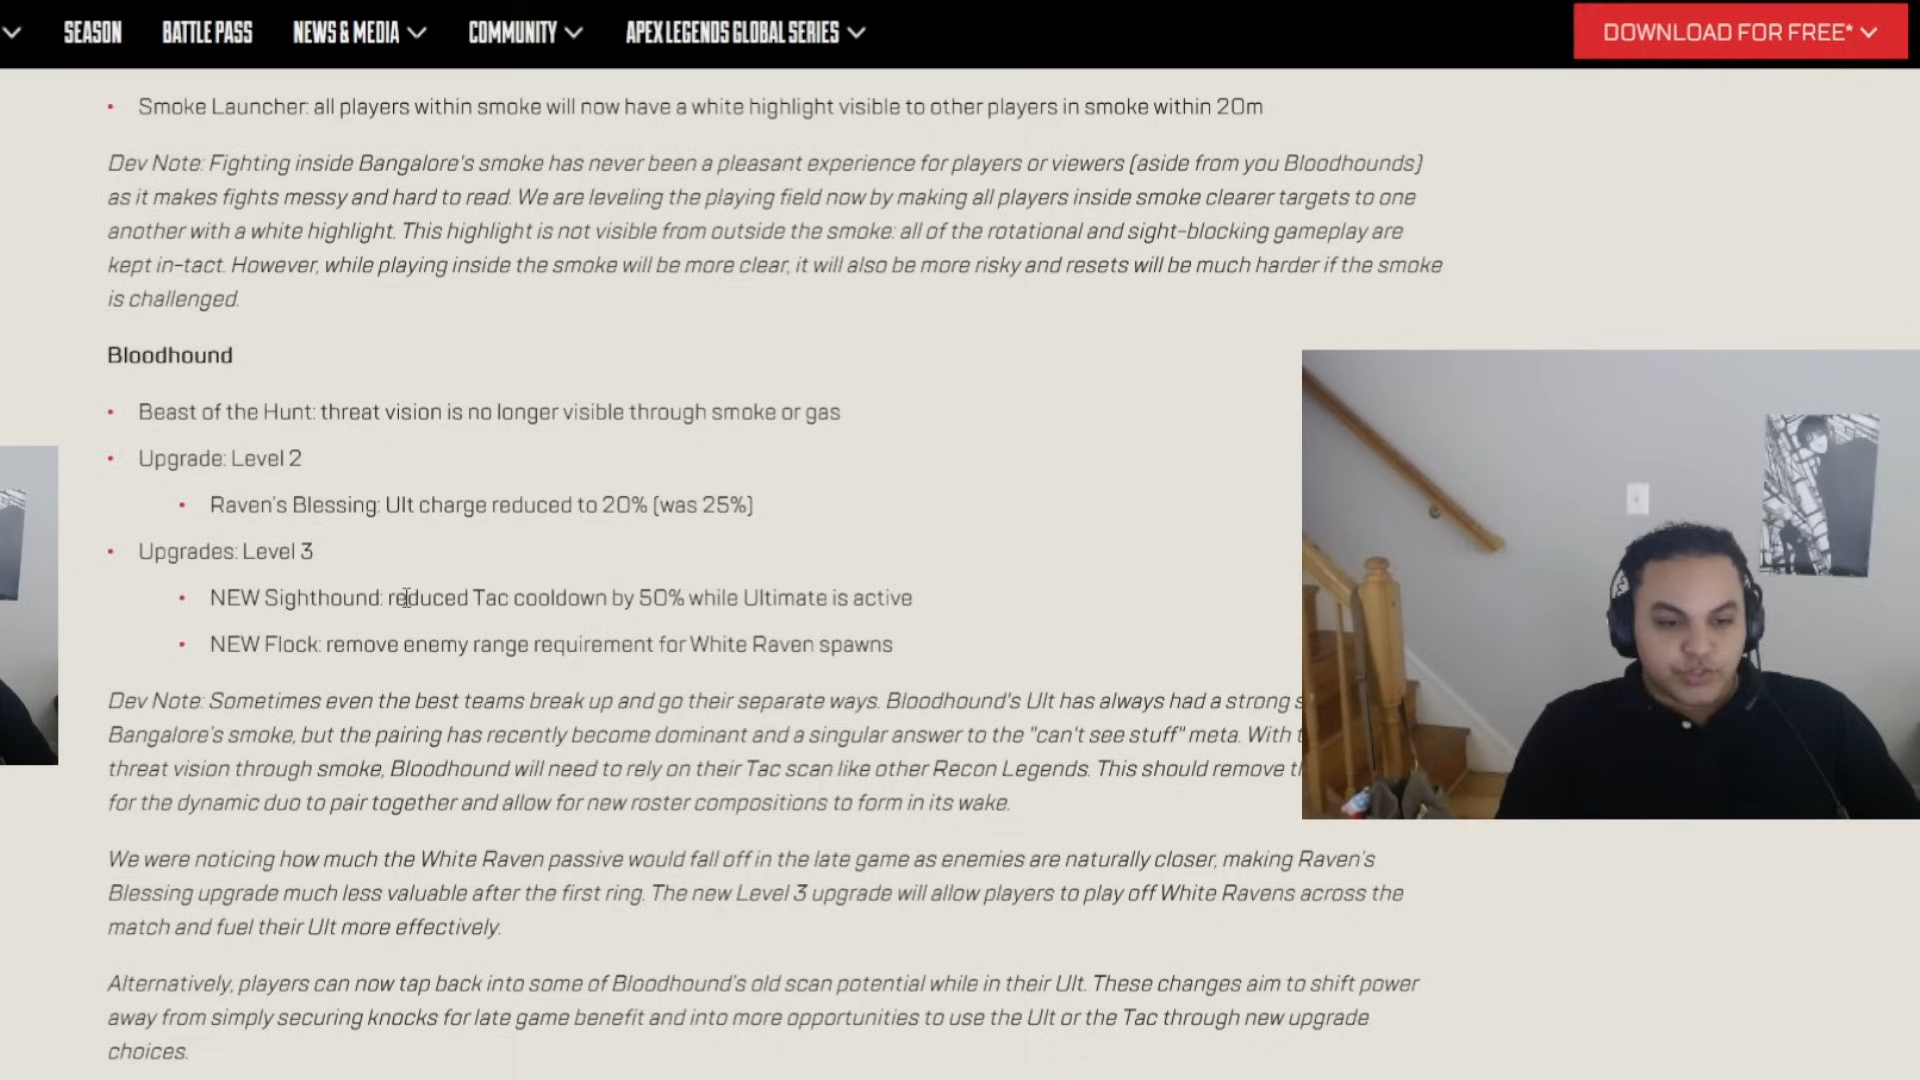 SEASON BATTLE PASS NEWS & MEDIA COMMUNITY APEX LEGENDS GLOBAL SERIES DOWNLOAD FOR FREE*
• Smoke Launcher: all players within smoke will now have a white highlight visible to other players in smoke within 20m
Dev Note: Fighting inside Bangalore's smoke has never been a pleasant experience for players or viewers (aside from you Bloodhounds)
as it makes fights messy and hard to read. We are leveling the playing field now by making all players inside smoke clearer targets to one
another with a white highlight. This highlight is not visible from outside the smoke: all of the rotational and sight-blocking gameplay are
kept in-tact. However, while playing inside the smoke will be more clear, it will also be more risky and resets will be much harder if the smoke
is challenged.
Bloodhound
• Beast of the Hunt: threat vision is no longer visible through smoke or gas
• Upgrade: Level 2
• Raven's Blessing: Ult charge reduced to 20% (was 25%)
• Upgrades: Level 3
• NEW Sighthound: reduced Tac cooldown by 50% while Ultimate is active
• NEW Flock: remove enemy range requirement for White Raven spawns
Dev Note: Sometimes even the best teams break up and go their separate ways. Bloodhound's Ult has always had a strong
Bangalore's smoke, but the pairing has recently become dominant and a singular answer to the "can't see stuff" meta. With
threat vision through smoke, Bloodhound will need to rely on their Tac scan like other Recon Legends. This should remove
for the dynamic duo to pair together and allow for new roster compositions to form in its wake.
We were noticing how much the White Raven passive would fall off in the late game as enemies are naturally closer, making Raven's
Blessing upgrade much less valuable after the first ring. The new Level 3 upgrade will allow players to play off White Ravens across the
match and fuel their Ult more effectively.
Alternatively, players can now tap back into some of Bloodhound's old scan potential while in their Ult. These changes aim to shift power
away from simply securing knocks for late game benefit and into more opportunities to use the Ult or the Tac through new upgrade
choices.